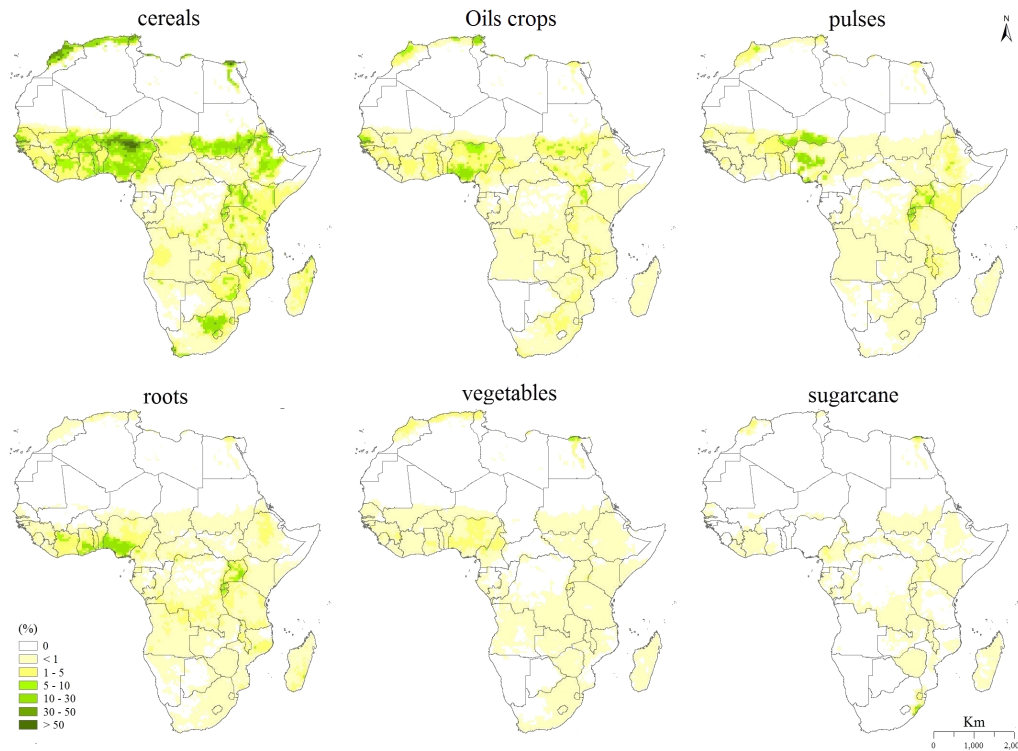 cereals
Oils crops
pulses
N
roots
vegetables
sugarcane
(%)
0
< 1
1 - 5
5 - 10
10 - 30
30 - 50
> 50
Km
0 1,000 2,00